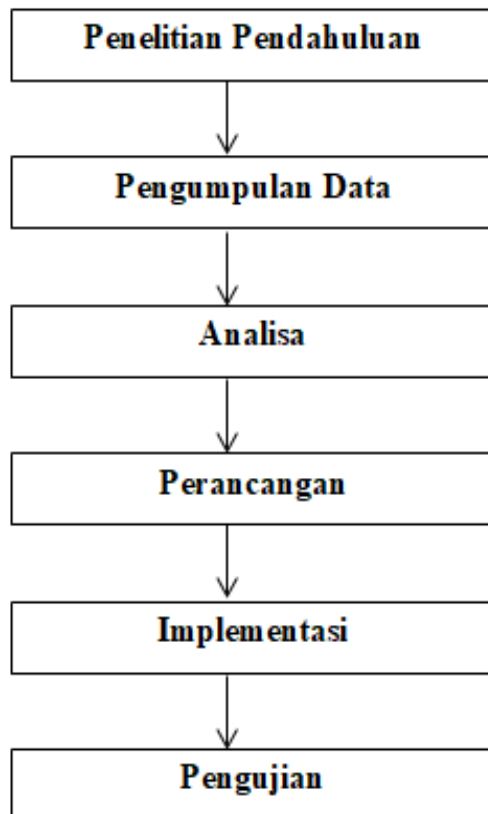 Penelitian Pendahuluan
Pengumpulan Data
Analisa
Perancangan
Implementasi
Pengujian